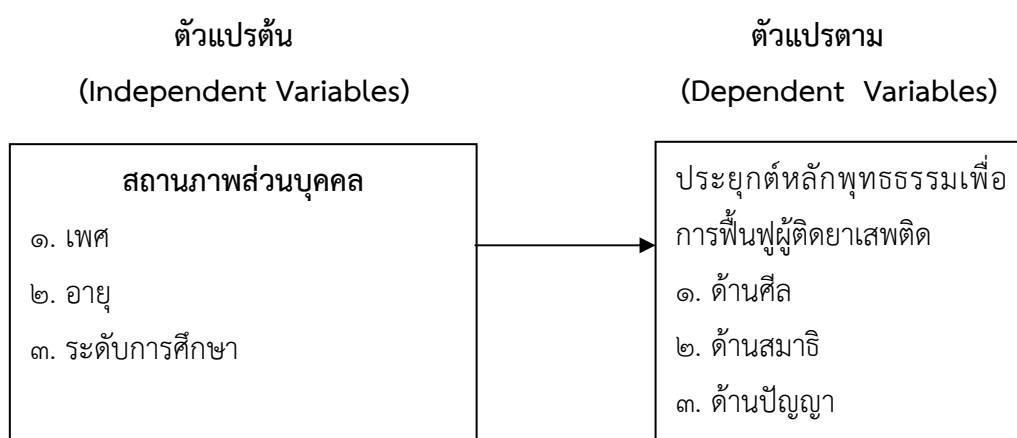 ตัวแปรต้น
(Independent Variables)
สถานภาพส่วนบุคคล
๑. เพศ
๒. อายุ
๓. ระดับการศึกษา
ตัวแปรตาม
(Dependent Variables)
ประยุกต์หลักพุทธธรรมเพื่อ
การฟื้นฟูผู้ติดยาเสพติด
๑. ด้านศีล
๒. ด้านสมาธิ
๓. ด้านปัญญา